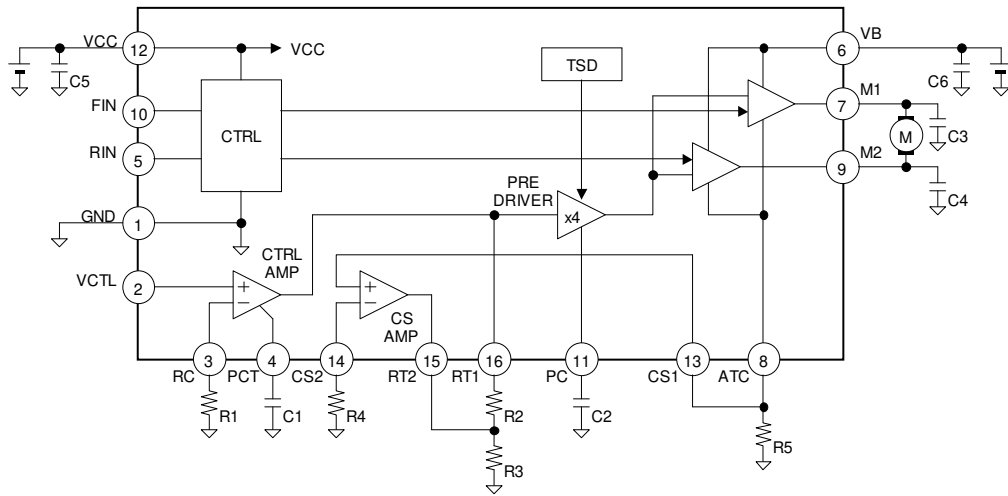 VCC
12
VCC
TSD
6
VB
C5
C6
FIN
10
CTRL
M1
7
RIN
5
M
C3
M2
9
C4
PRE
DRIVER
x4
GND
1
CTRL
AMP
VCTL
2
+
−
+
−
CS
AMP
3
4
14
15
16
11
13
8
RC
PCT
CS2
RT2
RT1
PC
CS1
ATC
R1
C1
R4
R2
C2
R5
R3